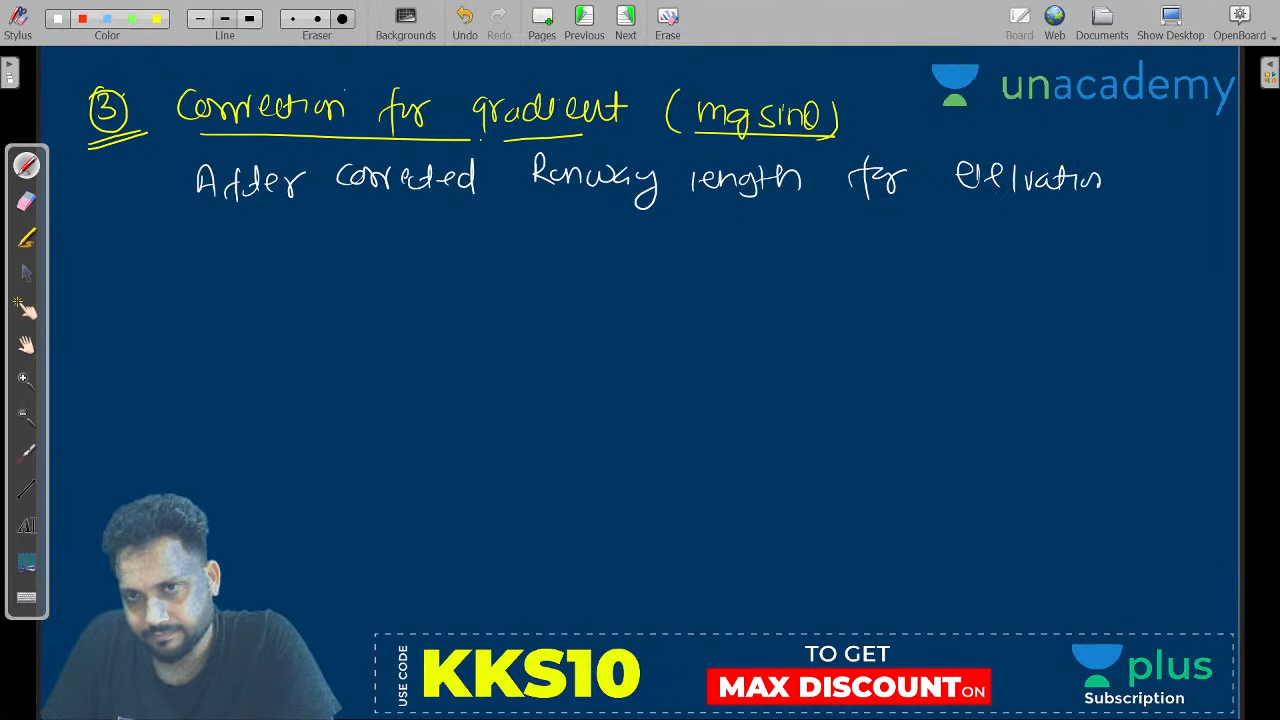 Stylus Color Line Eraser Backgrounds Undo Redo Pages Previous Next Erase Board Web Documents Show Desktop OpenBoard
unacademy
3 Correction for gradient (mg sinθ)
After corrected Runway length for
USE CODE
KKS10
TO GET
MAX DISCOUNT ON
plus
Subscription